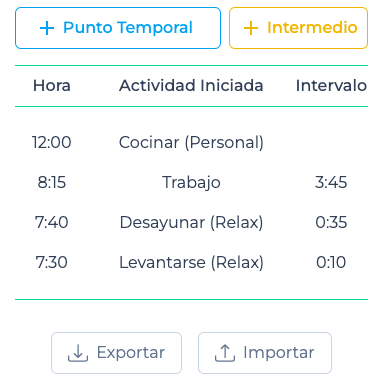 + Punto Temporal + Intermedio
Hora Actividad Iniciada Intervalo
12:00 Cocinar (Personal)
8:15 Trabajo 3:45
7:40 Desayunar (Relax) 0:35
7:30 Levantarse (Relax) 0:10
Exportar Importar